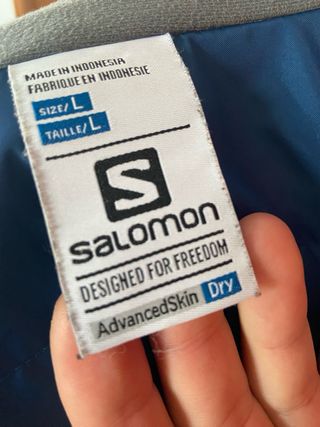 MADE IN INDONESIA
FABRIQUE EN INDONESIE
SIZE/L
TAILLE/L
S
salomon
DESIGNED FOR FREEDOM
AdvancedSkin Dry